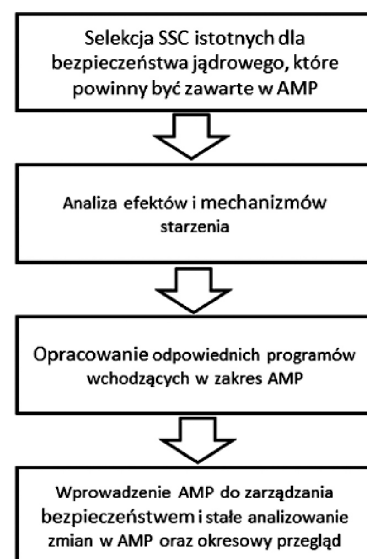 Selekcja SSC istotnych dla
bezpieczeństwa jądrowego, które
powinny być zawarte w AMP
Analiza efektów i mechanizmów
starzenia
Opracowanie odpowiednich programów
wchodzących w zakres AMP
Wprowadzenie AMP do zarządzania
bezpieczeństwem i stałe analizowanie
zmian w AMP oraz okresowy przegląd